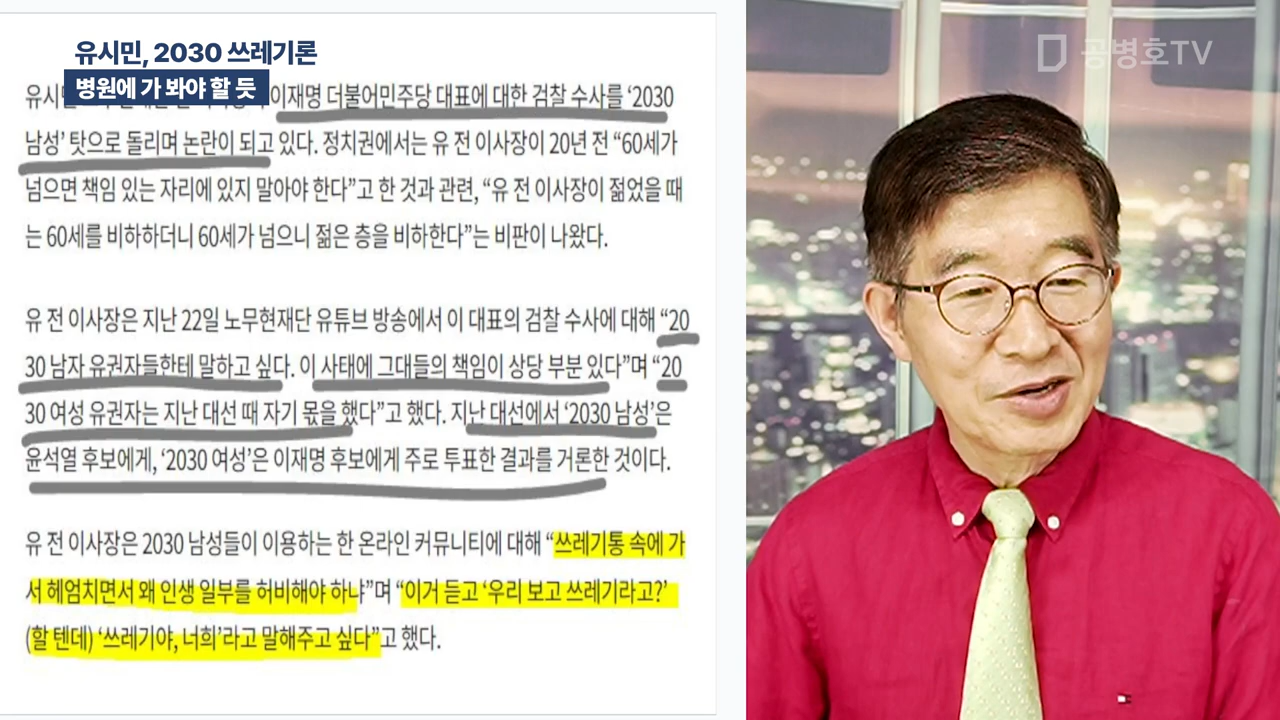 유시민, 2030 쓰레기론
병원에 가 봐야 할 듯
공병호TV
유시민 이재명 더불어민주당 대표에 대한 검찰 수사를 ‘2030
남성’ 탓으로 돌리며 논란이 되고 있다. 정치권에서는 유 전 이사장이 20년 전 “60세가
넘으면 책임 있는 자리에 있지 말아야 한다”고 한 것과 관련, “유 전 이사장이 젊었을 때
는 60세를 비하하더니 60세가 넘으니 젊은 층을 비하한다”는 비판이 나왔다.
유 전 이사장은 지난 22일 노무현재단 유튜브 방송에서 이 대표의 검찰 수사에 대해 “20
30 남자 유권자들한테 말하고 싶다. 이 사태에 그대들의 책임이 상당 부분 있다”며 “20
30 여성 유권자는 지난 대선 때 자기 몫을 했다”고 했다. 지난 대선에서 ‘2030 남성’은
윤석열 후보에게, ‘2030 여성’은 이재명 후보에게 주로 투표한 결과를 거론한 것이다.
유 전 이사장은 2030 남성들이 이용하는 한 온라인 커뮤니티에 대해 “쓰레기통 속에 가
서 헤엄치면서 왜 인생 일부를 허비해야 하냐”며 “이거 듣고 ‘우리 보고 쓰레기라고?’
(할 텐데) ‘쓰레기야, 너희’라고 말해주고 싶다”고 했다.